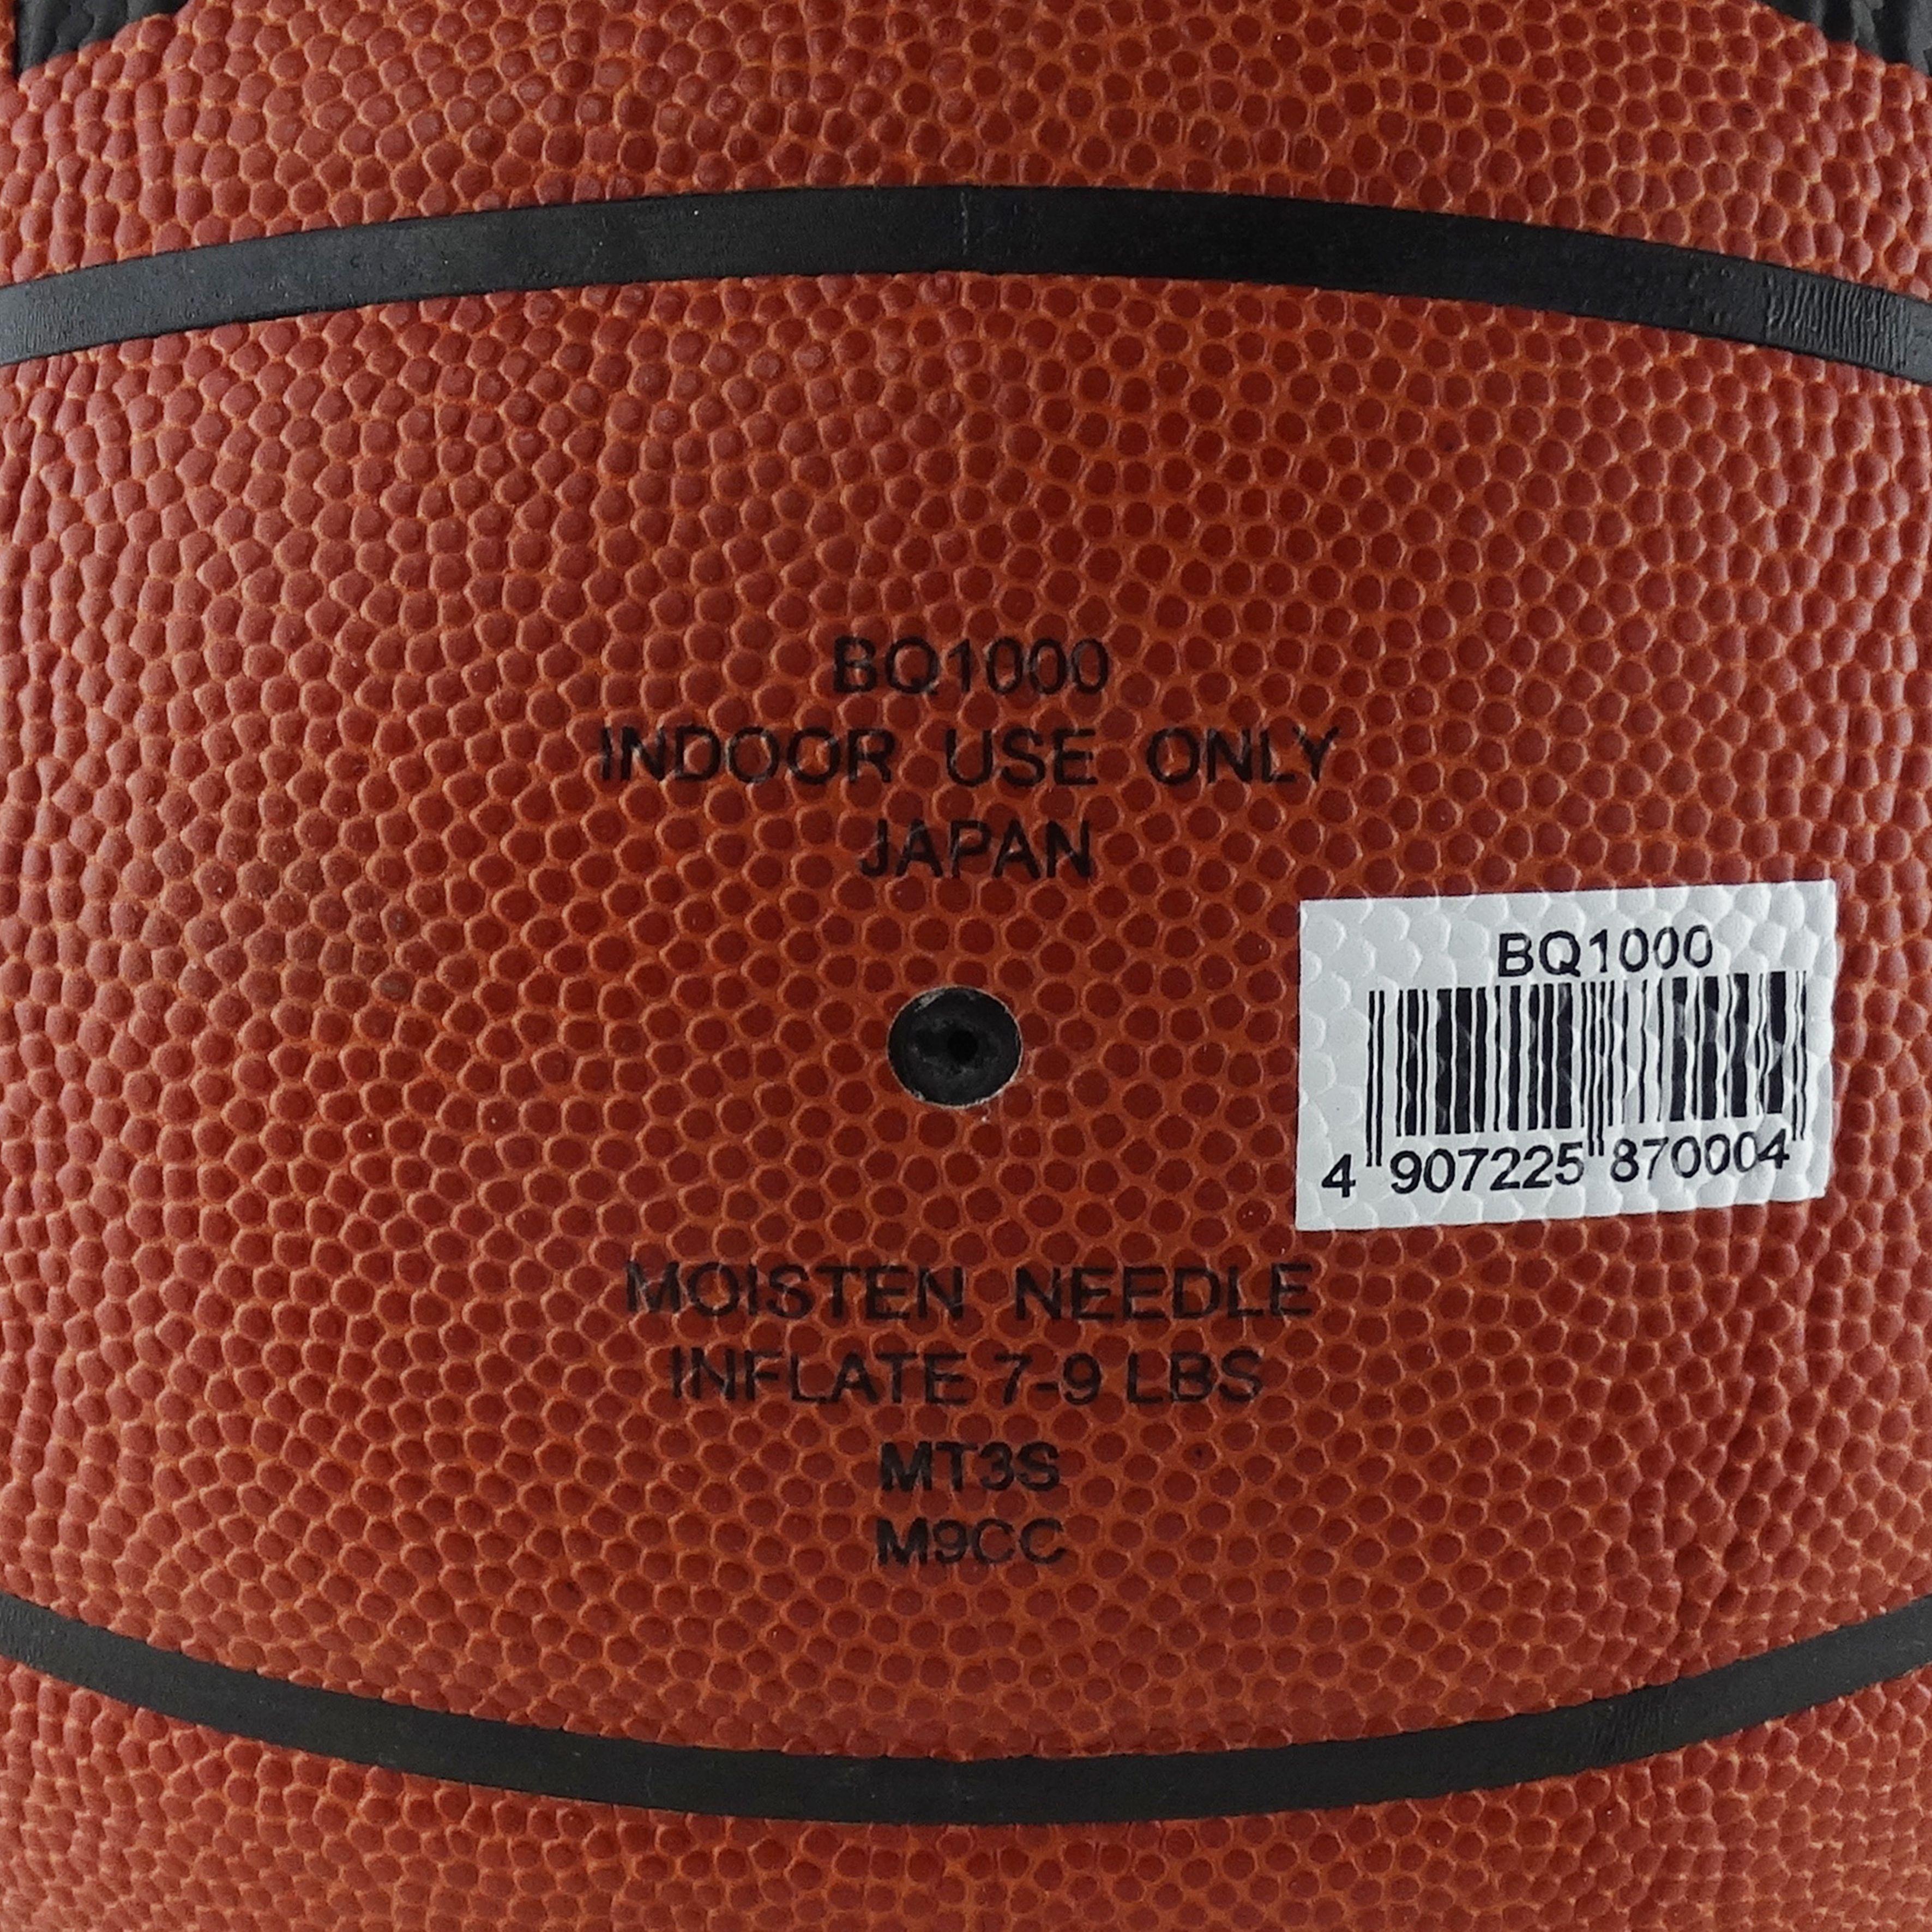 BQ1000
INDOOR USE ONLY
JAPAN
BQ1000
4 907225 870004
MOISTEN NEEDLE
INFLATE 7-9 LBS
MT3S
M9CC